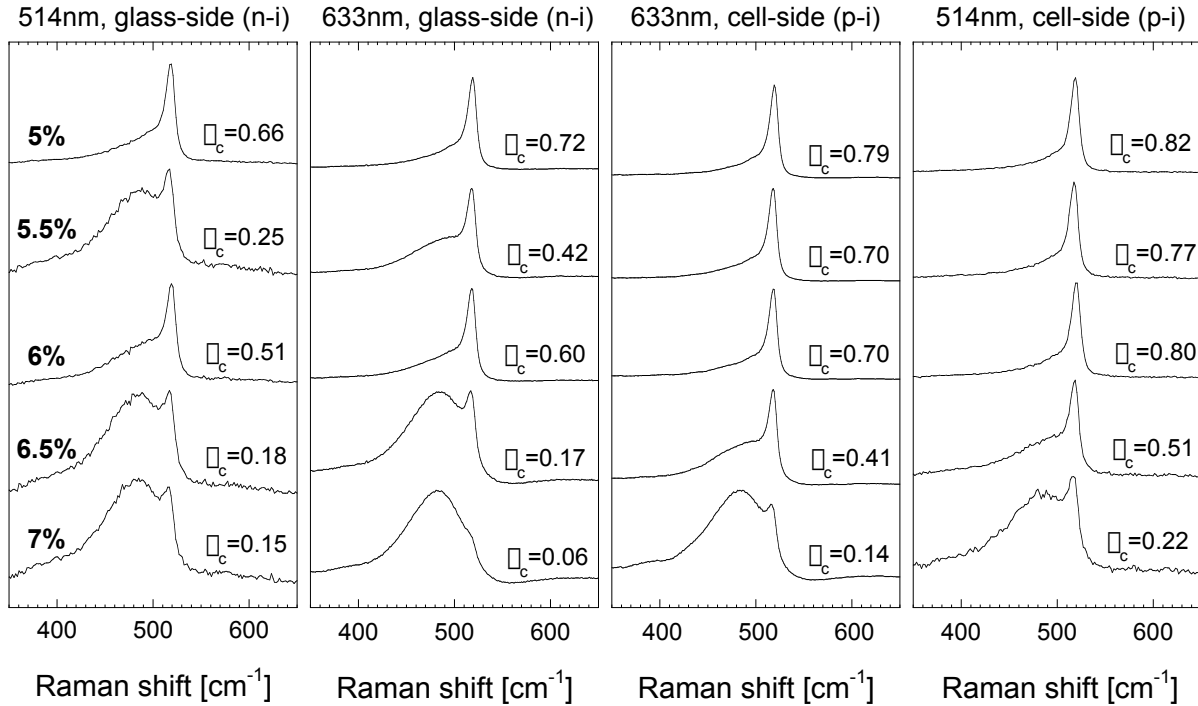 514nm, glass-side (n-i)
633nm, glass-side (n-i)
633nm, cell-side (p-i)
514nm, cell-side (p-i)
5%
5.5%
6%
6.5%
7%
□c=0.66
□c=0.25
□c=0.51
□c=0.18
□c=0.15
□c=0.72
□c=0.42
□c=0.60
□c=0.17
□c=0.06
□c=0.79
□c=0.70
□c=0.70
□c=0.41
□c=0.14
□c=0.82
□c=0.77
□c=0.80
□c=0.51
□c=0.22
400 500 600
400 500 600
400 500 600
400 500 600
Raman shift [cm-1]
Raman shift [cm-1]
Raman shift [cm-1]
Raman shift [cm-1]